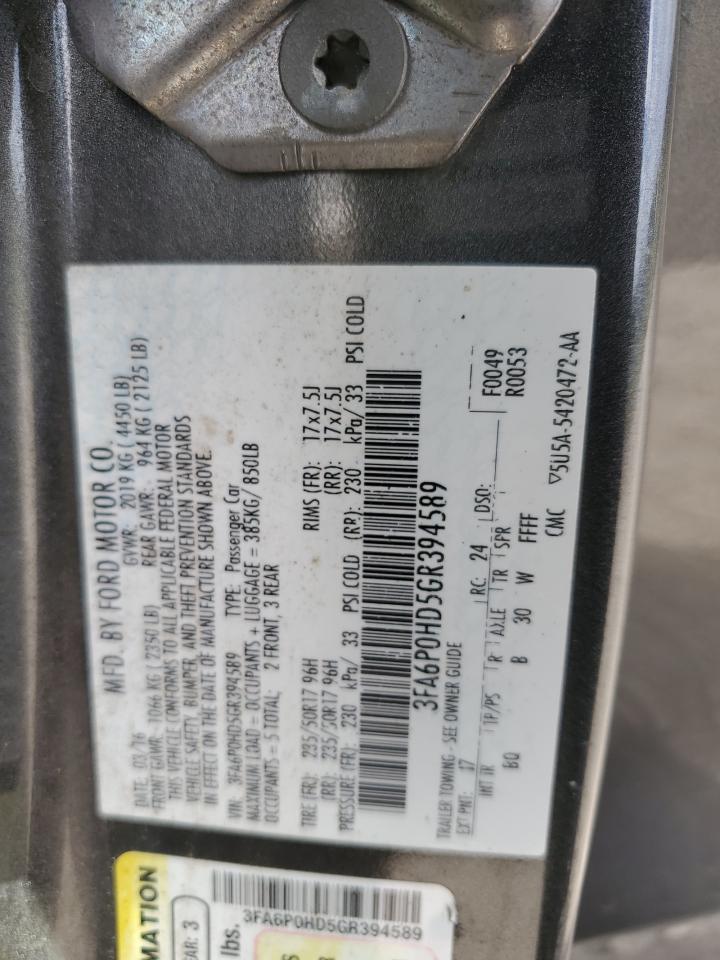 MFD. BY FORD MOTOR CO.
DATE: 03/16 GVWR: 2019 KG ( 4450 LB)
FRONT GAWR: 1066 KG (2350 LB) REAR GAWR: 964 KG ( 2125 LB)
THIS VEHICLE CONFORMS TO ALL APPLICABLE FEDERAL MOTOR
VEHICLE SAFETY, BUMPER, AND THEFT PREVENTION STANDARDS
IN EFFECT ON THE DATE OF MANUFACTURE SHOWN ABOVE.
VIN: 3FA6P0HD5GR394589 TYPE: Passenger Car
MAXIMUM LOAD = OCCUPANTS + LUGGAGE = 385KG/ 850LB
OCCUPANTS = 5 TOTAL; 2 FRONT, 3 REAR
TIRE (FR): 235/50R17 96H RIMS (FR): 17x7.5J
(RR): 235/50R17 96H (RR): 17x7.5J
PRESSURE (FR): 230 kPa/ 33 PSI COLD (RR): 230 kPa/ 33 PSI COLD
3FA6P0HD5GR394589
TRAILER TOWING - SEE OWNER GUIDE
EXT PNT: 17 RC: 24 DSO: F0049
INT TR TP/PS R AXLE TR SPR R0053
BQ B 30 W FFFF
CMC ▽5U5A-5420472-AA
MATION
EAR: 3
lbs.
3FA6P0HD5GR394589